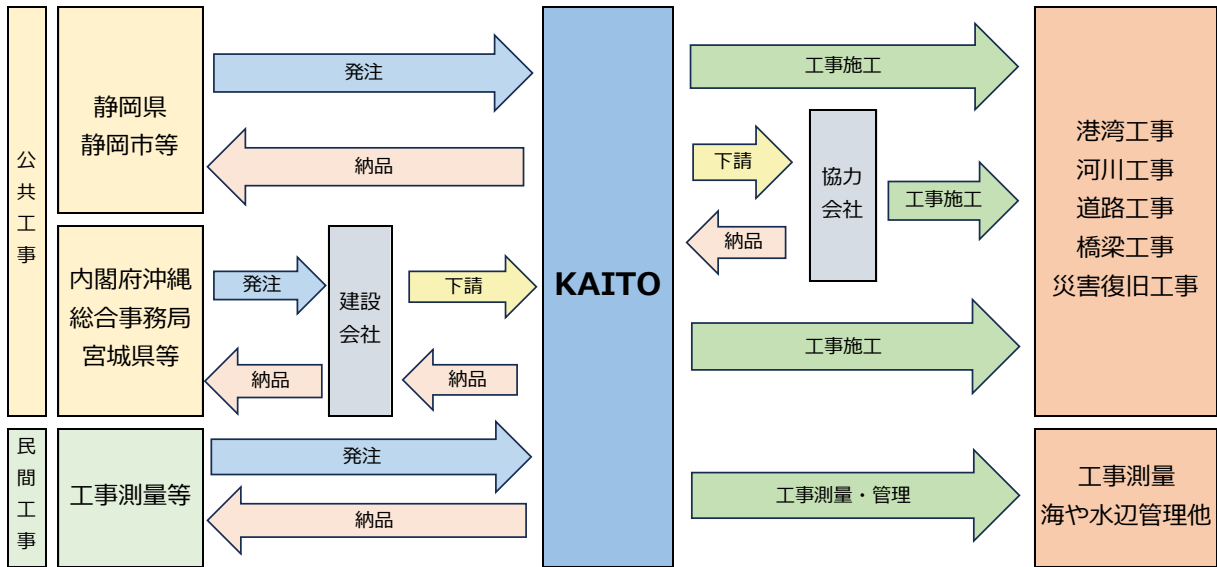 公共工事
静岡県
静岡市等
発注
納品
内閣府沖縄
総合事務局
宮城県等
発注
納品
建設
会社
下請
納品
民間工事
工事測量等
発注
納品
KAITO
工事施工
下請
納品
協力
会社
工事施工
工事施工
工事測量・管理
港湾工事
河川工事
道路工事
橋梁工事
災害復旧工事
工事測量
海や水辺管理他